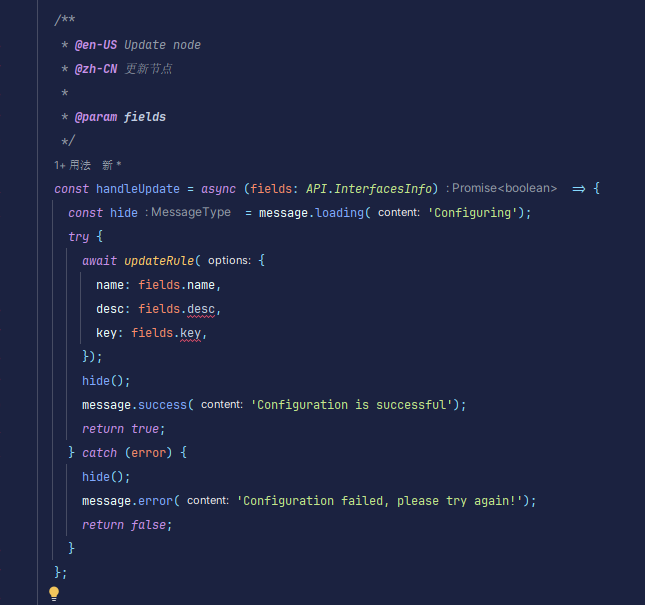 /**
 * @en-US Update node
 * @zh-CN 更新节点
 *
 * @param fields
 */
1+ 用法   新 *
const handleUpdate = async (fields: API.InterfacesInfo) : Promise<boolean> => {
  const hide : MessageType = message.loading( content: 'Configuring');
  try {
    await updateRule( options: {
      name: fields.name,
      desc: fields.desc,
      key: fields.key,
    });
    hide();
    message.success( content: 'Configuration is successful');
    return true;
  } catch (error) {
    hide();
    message.error( content: 'Configuration failed, please try again!');
    return false;
  }
};